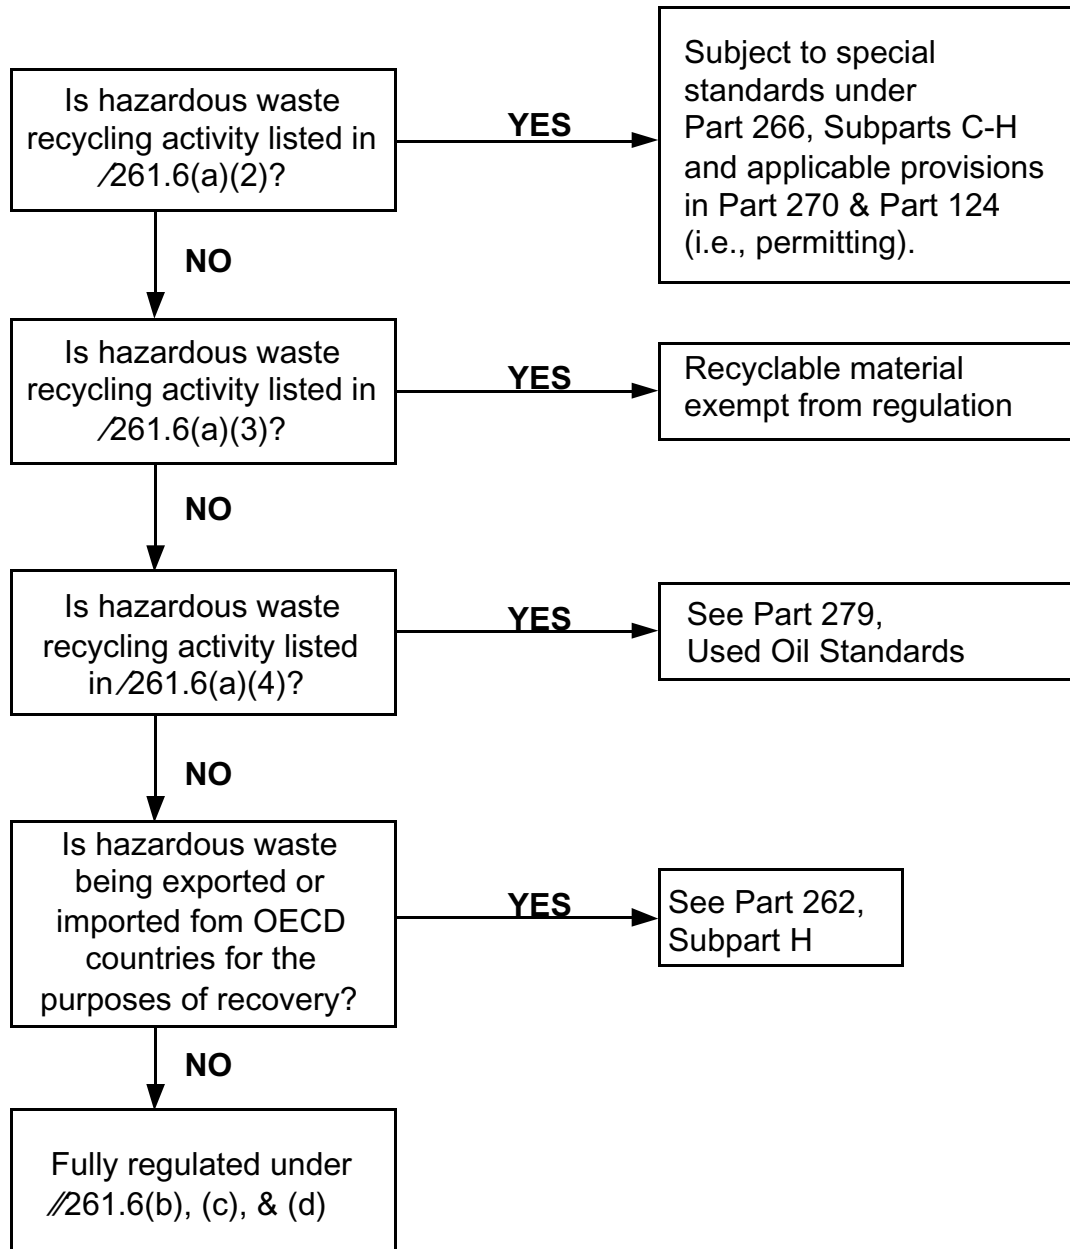 Is hazardous waste
recycling activity listed in
⁄261.6(a)(2)?
YES
Subject to special
standards under
Part 266, Subparts C-H
and applicable provisions
in Part 270 & Part 124
(i.e., permitting).
NO
Is hazardous waste
recycling activity listed in
⁄261.6(a)(3)?
YES
Recyclable material
exempt from regulation
NO
Is hazardous waste
recycling activity listed
in ⁄261.6(a)(4)?
YES
See Part 279,
Used Oil Standards
NO
Is hazardous waste
being exported or
imported fom OECD
countries for the
purposes of recovery?
YES
See Part 262,
Subpart H
NO
Fully regulated under
⁄⁄261.6(b), (c), & (d)